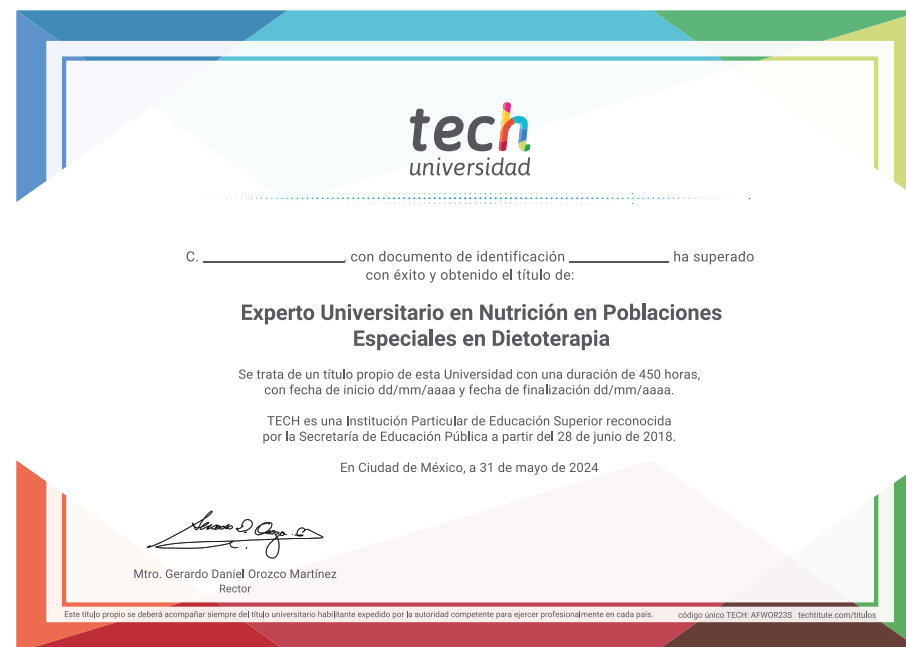 tech
universidad
C. ____________________, con documento de identificación ______________ ha superado
con éxito y obtenido el título de:
Experto Universitario en Nutrición en Poblaciones
Especiales en Dietoterapia
Se trata de un título propio de esta Universidad con una duración de 450 horas,
con fecha de inicio dd/mm/aaaa y fecha de finalización dd/mm/aaaa.
TECH es una Institución Particular de Educación Superior reconocida
por la Secretaría de Educación Pública a partir del 28 de junio de 2018.
En Ciudad de México, a 31 de mayo de 2024
Mtro. Gerardo Daniel Orozco Martínez
Rector
Este título propio se deberá acompañar siempre del título universitario habilitante expedido por la autoridad competente para ejercer profesionalmente en cada país. código único TECH: AFWOR23S techtitute.com/titulos